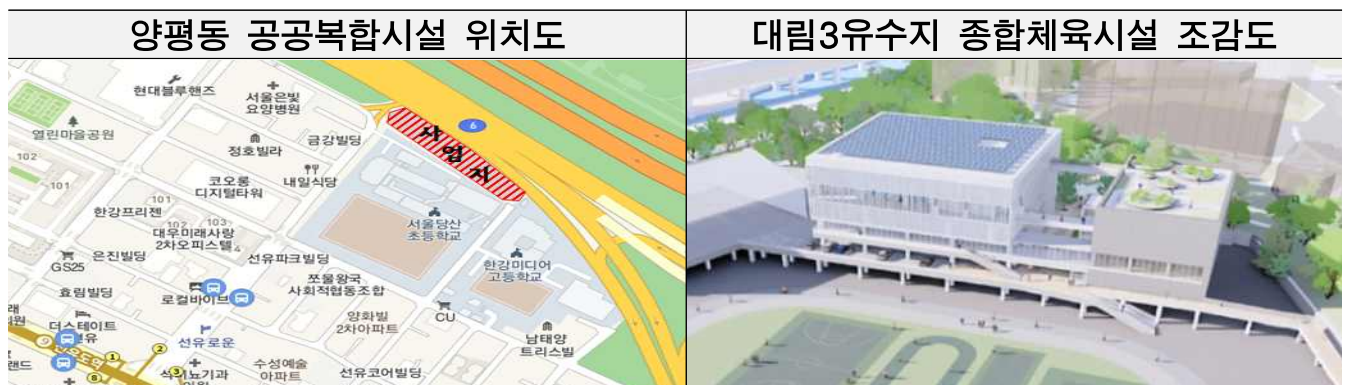 양평동 공공복합시설 위치도
대림3유수지 종합체육시설 조감도
현대블루핸즈
서울은빛
요양병원
6
사
업
지
열린마을공원
금강빌딩
정호빌라
102
코오롱
디지털타워
내일식당
101
101
한강프리젠
102
103
대우미래사랑
2차오피스텔
서울당산
초등학교
GS25
은진빌딩
선유파크빌딩
한강미디어
고등학교
쪼물왕국
사회적협동조합
효림빌딩
로컬바이브
CU
양화빌
2차아파트
더스테이트
선유
선유로운
남태양
트리스빌
9
1
2
3
8
수성예술
아파트
선유코어빌딩